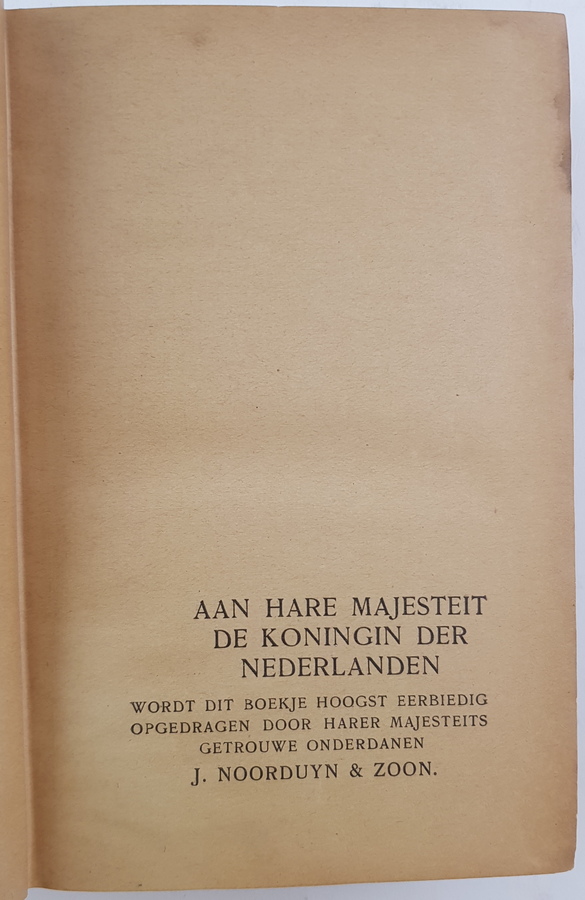 AAN HARE MAJESTEIT
DE KONINGIN DER
NEDERLANDEN
WORDT DIT BOEKJE HOOGST EERBIEDIG
OPGEDRAGEN DOOR HARER MAJESTEITS
GETROUWE ONDERDANEN
J. NOORDUYN & ZOON.